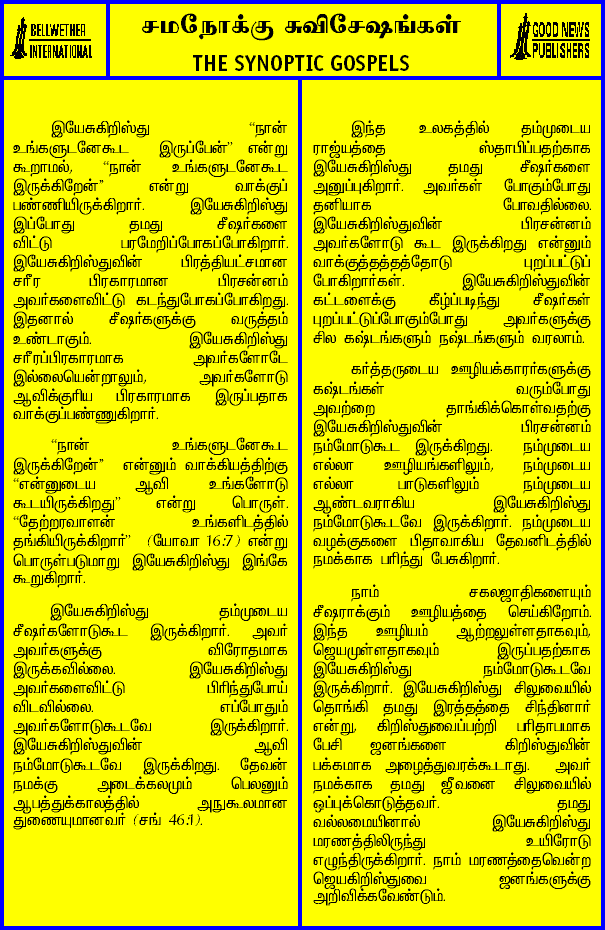 BELLWETHER
INTERNATIONAL
சமநோக்கு சுவிசேஷங்கள்
THE SYNOPTIC GOSPELS
GOOD NEWS
PUBLISHERS
இயேசுகிறிஸ்து "நான்
உங்களுடனேகூட இருப்பேன்" என்று
கூறாமல், "நான் உங்களுடனேகூட
இருக்கிறேன்" என்று வாக்குப்
பண்ணியிருக்கிறார். இயேசுகிறிஸ்து
இப்போது தமது சீஷர்களை
விட்டு பரமேறிப்போகப்போகிறார்.
இயேசுகிறிஸ்துவின் பிரத்தியட்சமான
சரீர பிரகாரமான பிரசன்னம்
அவர்களைவிட்டு கடந்துபோகப்போகிறது.
இதனால் சீஷர்களுக்கு வருத்தம்
உண்டாகும். இயேசுகிறிஸ்து
சரீரப்பிரகாரமாக அவர்களோடே
இல்லையென்றாலும், அவர்களோடு
ஆவிக்குரிய பிரகாரமாக இருப்பதாக
வாக்குப்பண்ணுகிறார்.
"நான் உங்களுடனேகூட
இருக்கிறேன்" என்னும் வாக்கியத்திற்கு
"என்னுடைய ஆவி உங்களோடு
கூடயிருக்கிறது" என்று பொருள்.
"தேற்றரவாளன் உங்களிடத்தில்
தங்கியிருக்கிறார்" (யோவா 16:7) என்று
பொருள்படுமாறு இயேசுகிறிஸ்து இங்கே
கூறுகிறார்.
இயேசுகிறிஸ்து தம்முடைய
சீஷர்களோடுகூட இருக்கிறார். அவர்
அவர்களுக்கு விரோதமாக
இருக்கவில்லை. இயேசுகிறிஸ்து
அவர்களைவிட்டு பிரிந்துபோய்
விடவில்லை. எப்போதும்
அவர்களோடுகூடவே இருக்கிறார்.
இயேசுகிறிஸ்துவின் ஆவி
நம்மோடுகூடவே இருக்கிறது. தேவன்
நமக்கு அடைக்கலமும் பெலனும்
ஆபத்துக்காலத்தில் அநுகூலமான
துணையுமானவர் (சங் 46:1).
இந்த உலகத்தில் தம்முடைய
ராஜ்யத்தை ஸ்தாபிப்பதற்காக
இயேசுகிறிஸ்து தமது சீஷர்களை
அனுப்புகிறார். அவர்கள் போகும்போது
தனியாக போவதில்லை.
இயேசுகிறிஸ்துவின் பிரசன்னம்
அவர்களோடு கூட இருக்கிறது என்னும்
வாக்குத்தத்தத்தோடு புறப்பட்டுப்
போகிறார்கள். இயேசுகிறிஸ்துவின்
கட்டளைக்கு கீழ்ப்படிந்து சீஷர்கள்
புறப்பட்டுப்போகும்போது அவர்களுக்கு
சில கஷ்டங்களும் நஷ்டங்களும் வரலாம்.
கர்த்தருடைய ஊழியக்காரர்களுக்கு
கஷ்டங்கள் வரும்போது
அவற்றை தாங்கிக்கொள்வதற்கு
இயேசுகிறிஸ்துவின் பிரசன்னம்
நம்மோடுகூட இருக்கிறது. நம்முடைய
எல்லா ஊழியங்களிலும், நம்முடைய
எல்லா பாடுகளிலும் நம்முடைய
ஆண்டவராகிய இயேசுகிறிஸ்து
நம்மோடுகூடவே இருக்கிறார். நம்முடைய
வழக்குகளை பிதாவாகிய தேவனிடத்தில்
நமக்காக பரிந்து பேசுகிறார்.
நாம் சகலஜாதிகளையும்
சீஷராக்கும் ஊழியத்தை செய்கிறோம்.
இந்த ஊழியம் ஆற்றலுள்ளதாகவும்,
ஜெயமுள்ளதாகவும் இருப்பதற்காக
இயேசுகிறிஸ்து நம்மோடுகூடவே
இருக்கிறார். இயேசுகிறிஸ்து சிலுவையில்
தொங்கி தமது இரத்தத்தை சிந்தினார்
என்று, கிறிஸ்துவைப்பற்றி பரிதாபமாக
பேசி ஜனங்களை கிறிஸ்துவின்
பக்கமாக அழைத்துவரக்கூடாது. அவர்
நமக்காக தமது ஜீவனை சிலுவையில்
ஒப்புக்கொடுத்தவர். தமது
வல்லமையினால் இயேசுகிறிஸ்து
மரணத்திலிருந்து உயிரோடு
எழுந்திருக்கிறார். நாம் மரணத்தைவென்ற
ஜெயகிறிஸ்துவை ஜனங்களுக்கு
அறிவிக்கவேண்டும்.